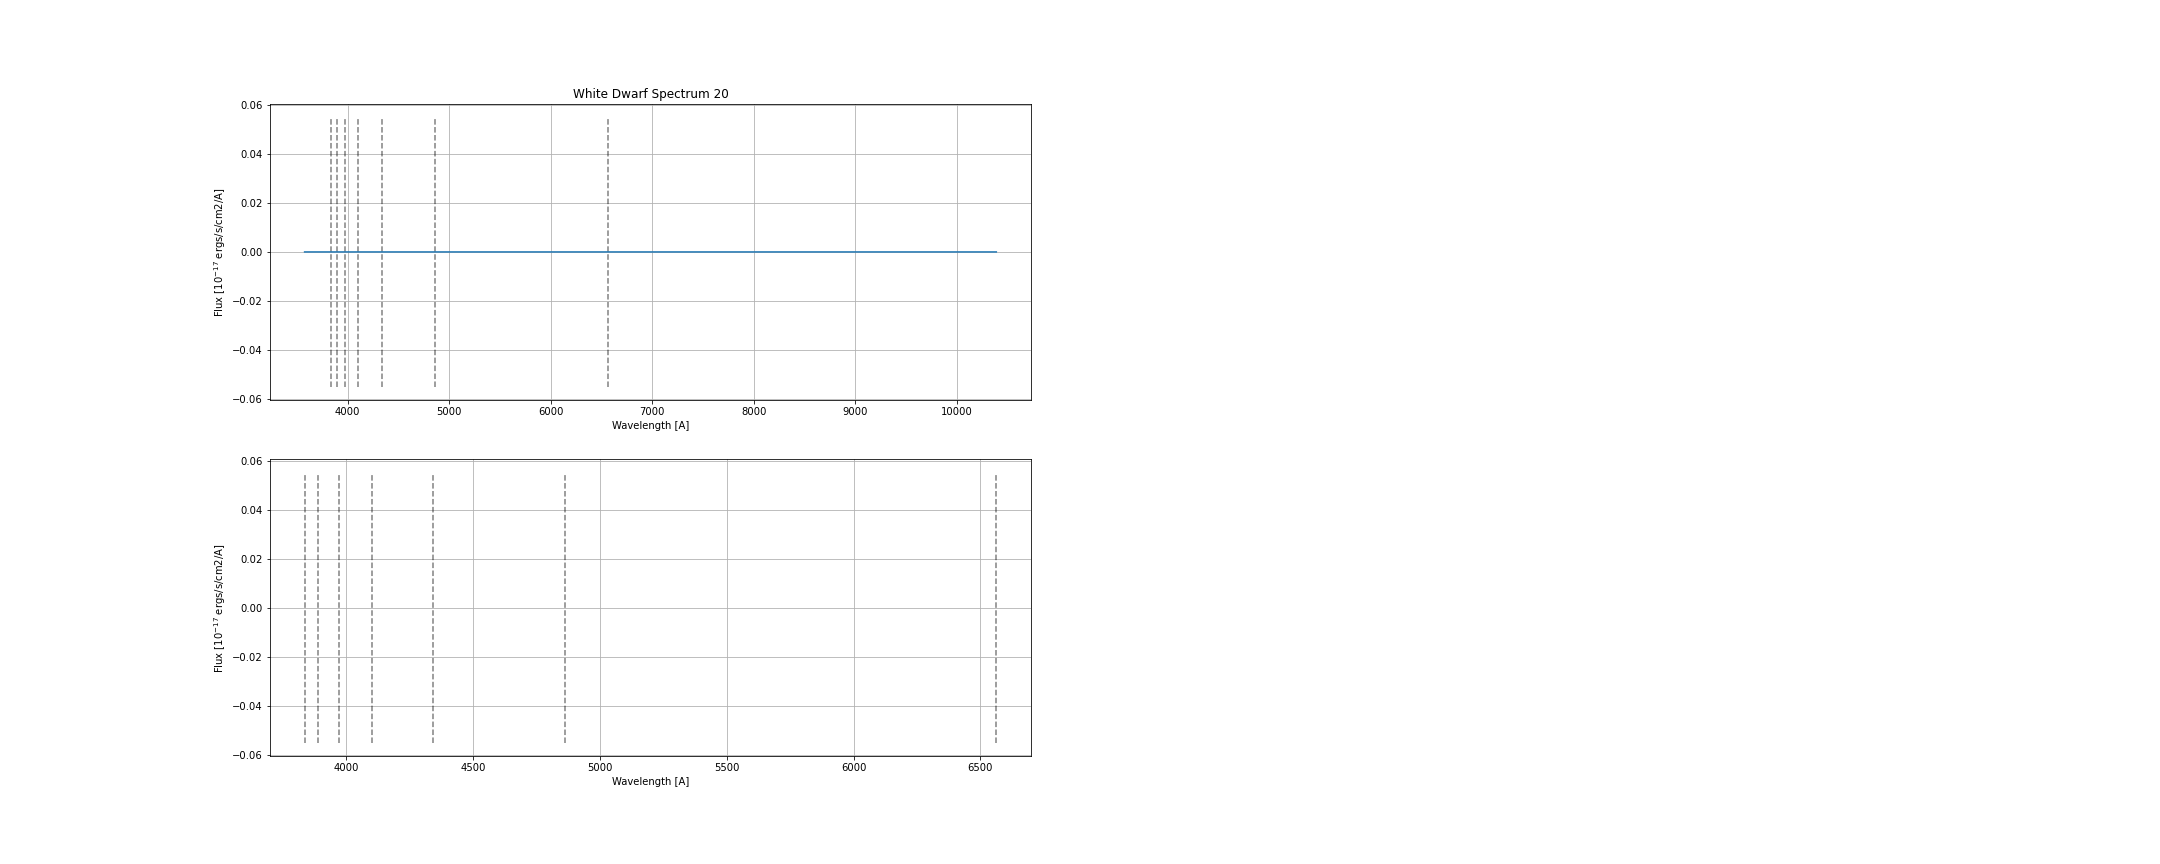 White Dwarf Spectrum 20
0.06
0.04
0.02
0.00
−0.02
−0.04
−0.06
Flux [10⁻¹⁷ ergs/s/cm2/A]
4000 5000 6000 7000 8000 9000 10000
Wavelength [A]
0.06
0.04
0.02
0.00
−0.02
−0.04
−0.06
Flux [10⁻¹⁷ ergs/s/cm2/A]
4000 4500 5000 5500 6000 6500
Wavelength [A]